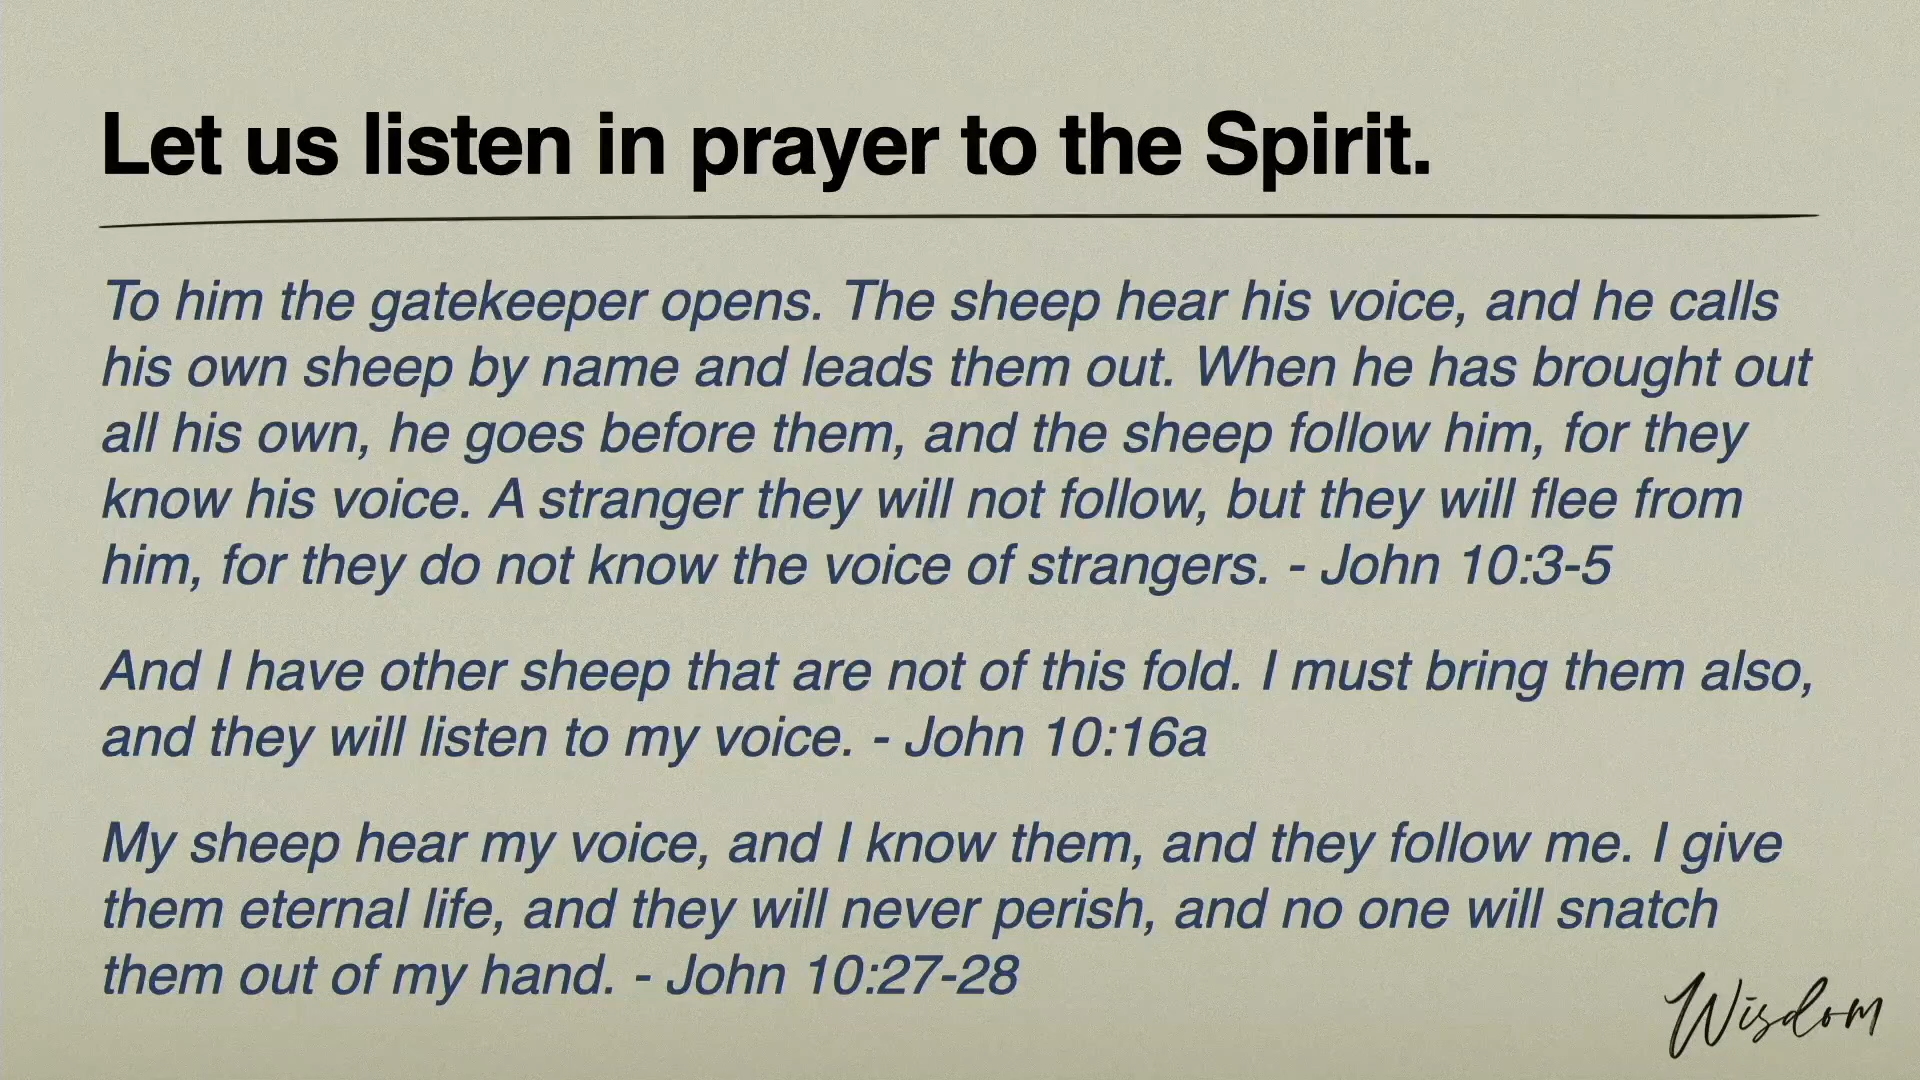 Let us listen in prayer to the Spirit.
To him the gatekeeper opens. The sheep hear his voice, and he calls
his own sheep by name and leads them out. When he has brought out
all his own, he goes before them, and the sheep follow him, for they
know his voice. A stranger they will not follow, but they will flee from
him, for they do not know the voice of strangers. - John 10:3-5
And I have other sheep that are not of this fold. I must bring them also,
and they will listen to my voice. - John 10:16a
My sheep hear my voice, and I know them, and they follow me. I give
them eternal life, and they will never perish, and no one will snatch
them out of my hand. - John 10:27-28
Wisdom